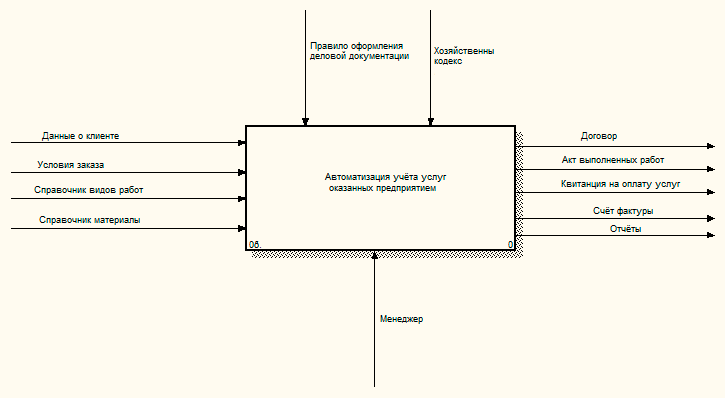 Правило оформления
деловой документации
Хозяйственны
кодекс
Данные о клиенте
Условия заказа
Справочник видов работ
Справочник материалы
Автоматизация учёта услуг
оказанных предприятием
0в.
0
Договор
Акт выполненных работ
Квитанция на оплату услуг
Счёт фактуры
Отчёты
Менеджер